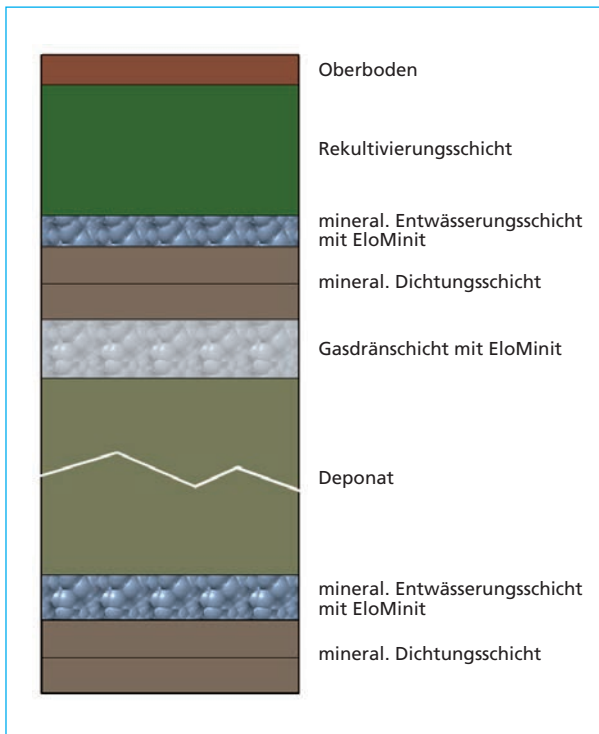 Oberboden
Rekultivierungsschicht
mineral. Entwässerungsschicht
mit EloMinit
mineral. Dichtungsschicht
Gasdränschicht mit EloMinit
Deponat
mineral. Entwässerungsschicht
mit EloMinit
mineral. Dichtungsschicht